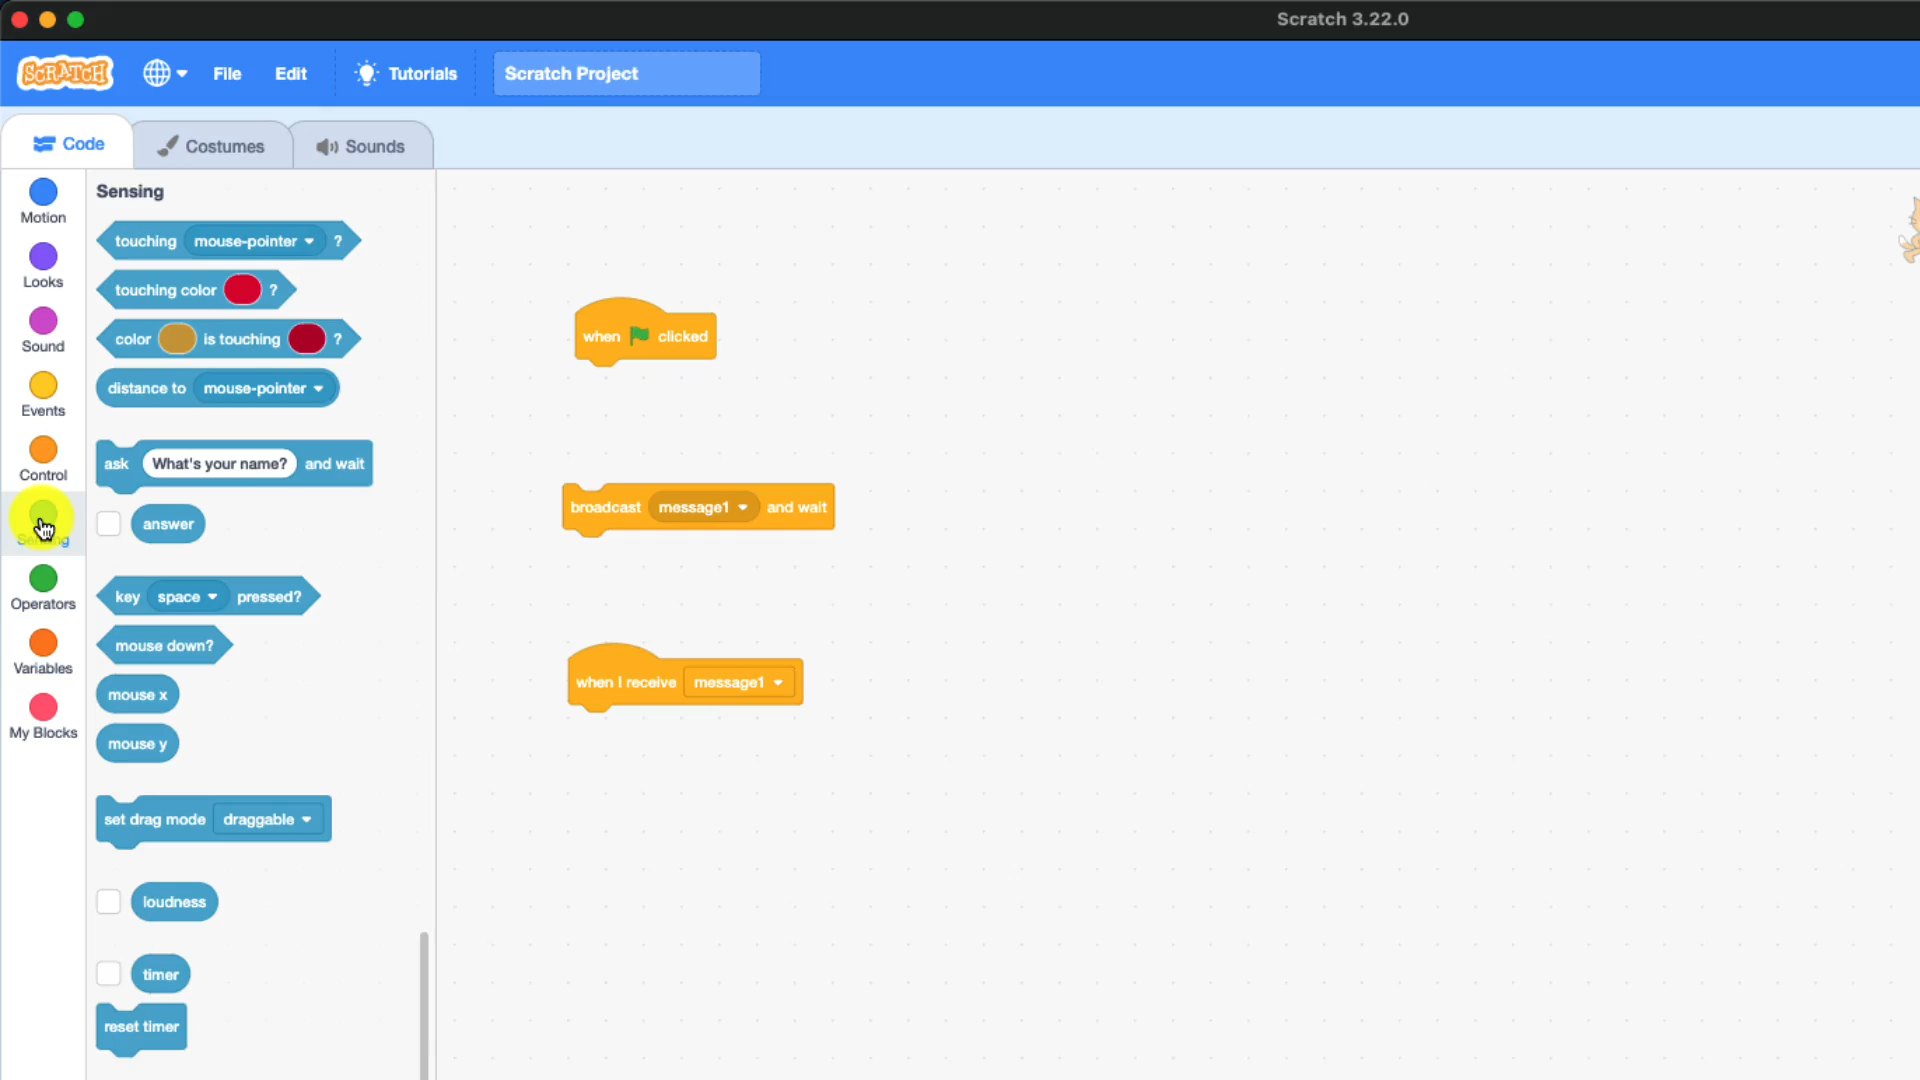 Scratch 3.22.0
SCRATCH
File
Edit
Tutorials
Scratch Project
Code
Costumes
Sounds
Motion
Looks
Sound
Events
Control
Sensing
Operators
Variables
My Blocks
Sensing
touching mouse-pointer ?
touching color ?
color is touching ?
distance to mouse-pointer
ask What's your name? and wait
answer
key space pressed?
mouse down?
mouse x
mouse y
set drag mode draggable
loudness
timer
reset timer
when clicked
broadcast message1 and wait
when I receive message1